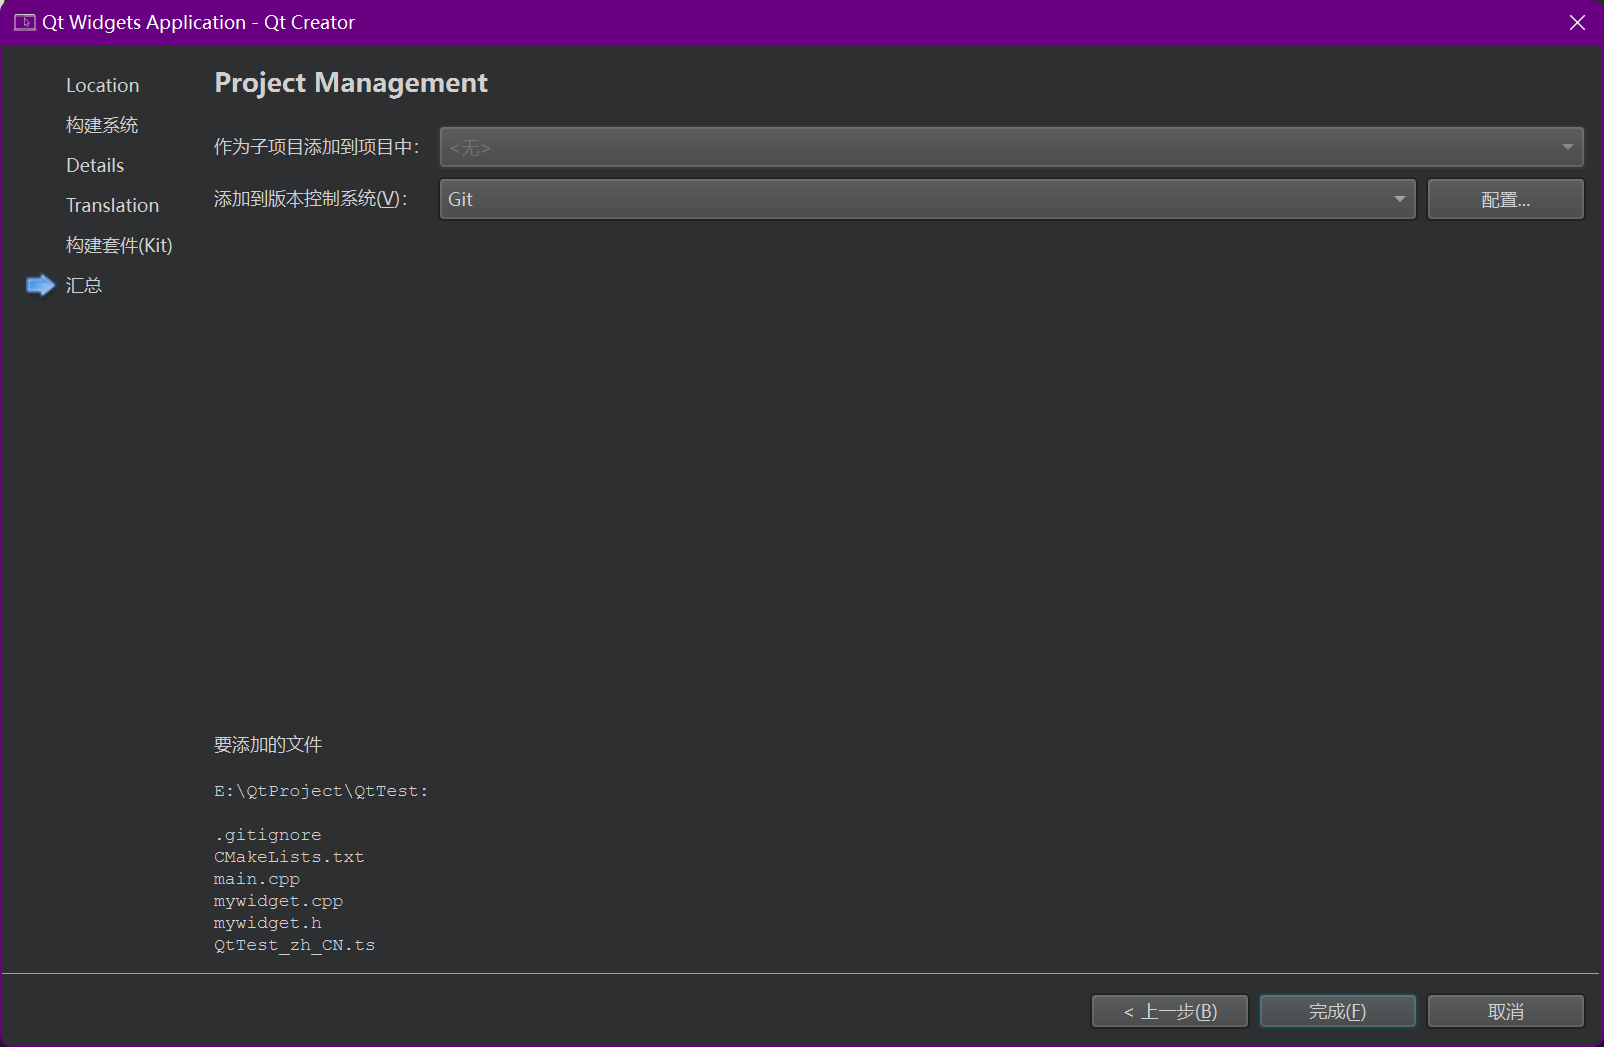 Qt Widgets Application - Qt Creator
Location
构建系统
Details
Translation
构建套件(Kit)
汇总
Project Management
作为子项目添加到项目中：
<无>
添加到版本控制系统(V)：
Git
配置...
要添加的文件
E:\QtProject\QtTest:
.gitignore
CMakeLists.txt
main.cpp
mywidget.cpp
mywidget.h
QtTest_zh_CN.ts
< 上一步(B)
完成(F)
取消